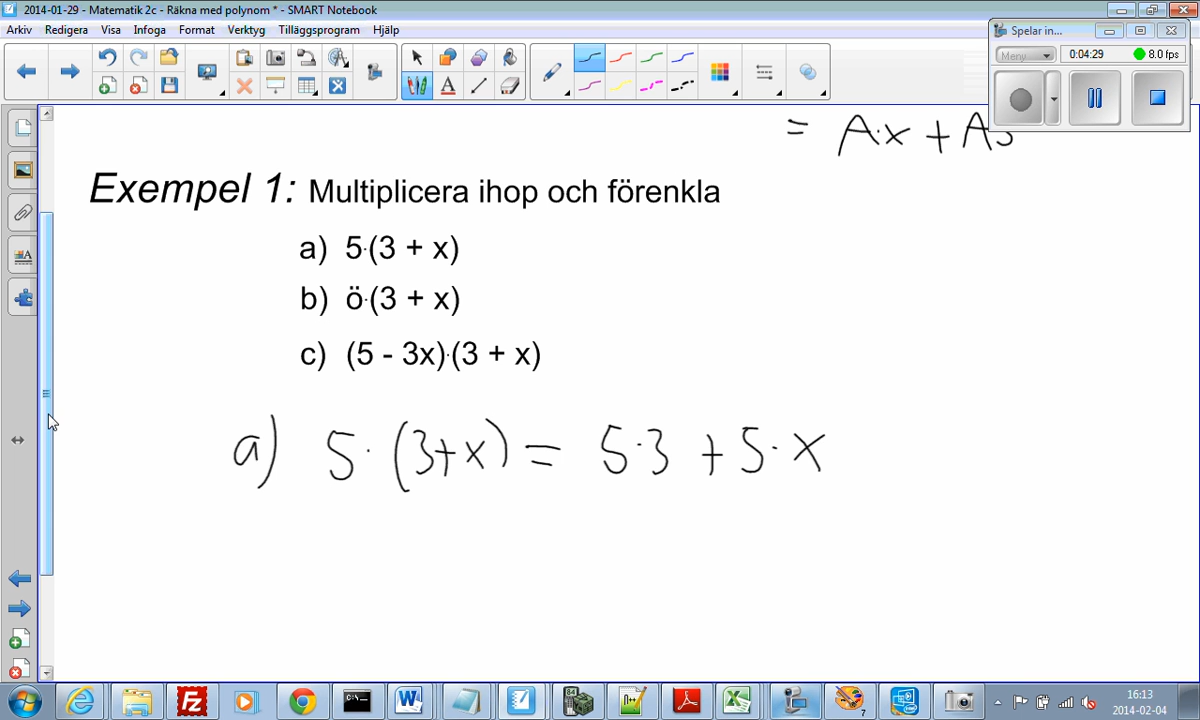 2014-01-29 - Matematik 2c - Räkna med polynom * - SMART Notebook
Arkiv Redigera Visa Infoga Format Verktyg Tilläggsprogram Hjälp
Spelar in...
Meny 0:04:29 8.0 fps
= A·x + A
Exempel 1: Multiplicera ihop och förenkla
a) 5·(3 + x)
b) ö·(3 + x)
c) (5 - 3x)·(3 + x)
a) 5·(3+x) = 5·3 + 5·x
16:13
2014-02-04